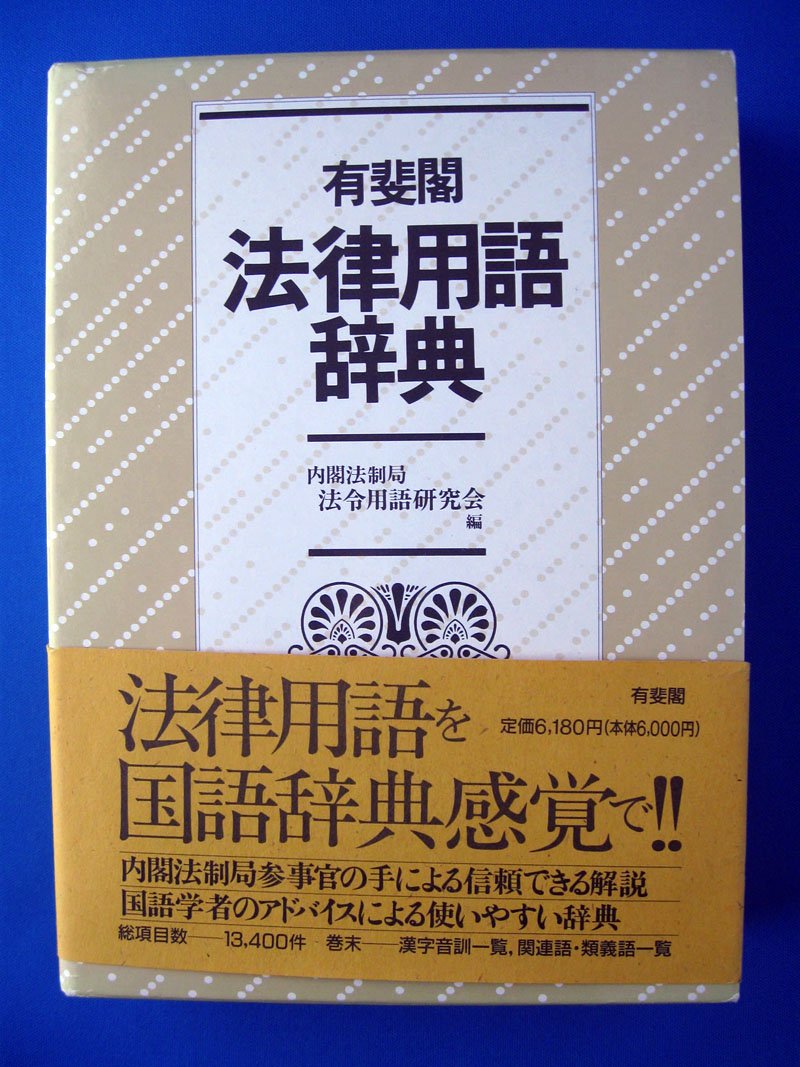 有斐閣
法律用語
辞典
内閣法制局
法令用語研究会
編
有斐閣
定価6,180円(本体6,000円)
法律用語を
国語辞典感覚で!!
内閣法制局参事官の手による信頼できる解説
国語学者のアドバイスによる使いやすい辞典
総項目数──13,400件 巻末──漢字音訓一覧,関連語・類義語一覧